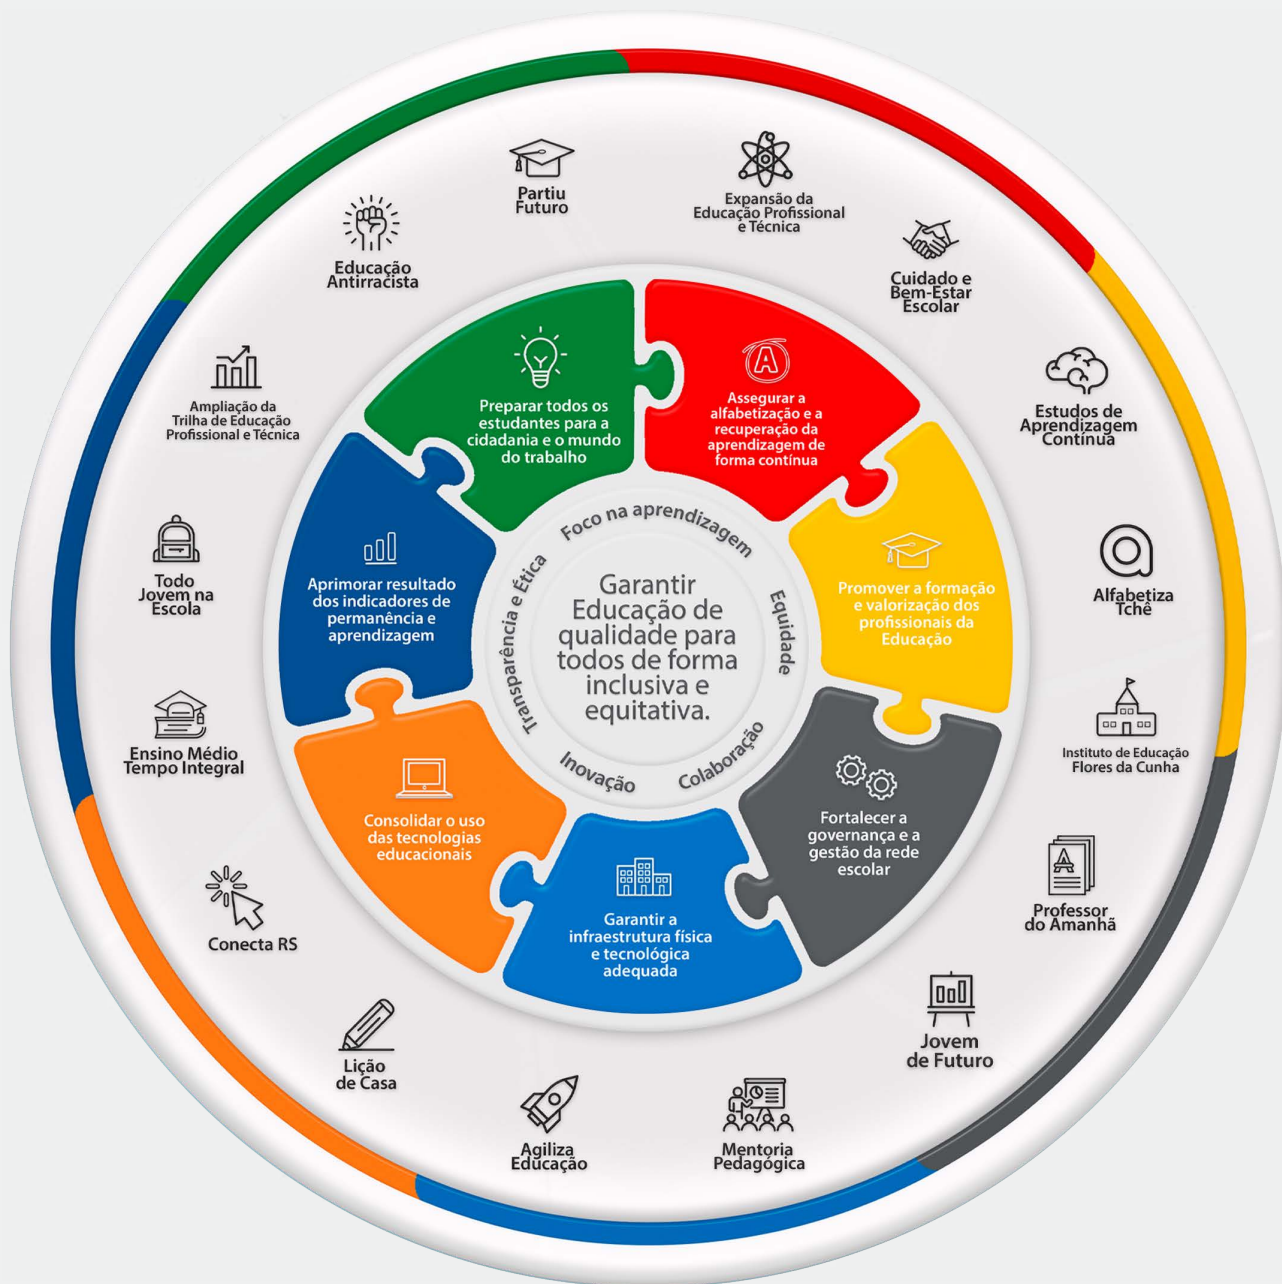 Partiu
Futuro
Expansão da
Educação Profissional
e Técnica
Cuidado e
Bem-Estar
Escolar
Estudos de
Aprendizagem
Contínua
Alfabetiza
Tchê
Instituto de Educação
Flores da Cunha
Professor
do Amanhã
Jovem
de Futuro
Mentoria
Pedagógica
Agiliza
Educação
Lição
de Casa
Conecta RS
Ensino Médio
Tempo Integral
Todo
Jovem na
Escola
Ampliação da
Trilha de Educação
Profissional e Técnica
Educação
Antirracista
Preparar todos os
estudantes para a
cidadania e o mundo
do trabalho
A
Assegurar a
alfabetização e a
recuperação da
aprendizagem de
forma contínua
Promover a formação
e valorização dos
profissionais da
Educação
Fortalecer a
governança e a
gestão da rede
escolar
Garantir a
infraestrutura física
e tecnológica
adequada
Consolidar o uso
das tecnologias
educacionais
Aprimorar resultado
dos indicadores de
permanência e
aprendizagem
Foco na aprendizagem
Equidade
Colaboração
Inovação
Transparência e Ética
Garantir
Educação de
qualidade para
todos de forma
inclusiva e
equitativa.